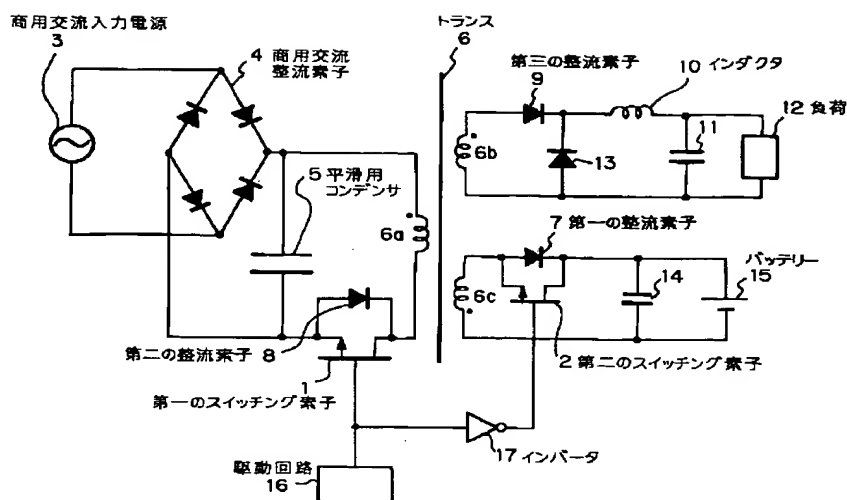 商用交流入力電源
3
4 商用交流
整流素子
5 平滑用
コンデンサ
6a
第二の整流素子 8
1
第一のスイッチング素子
駆動回路
16
17 インバータ
トランス
6
第三の整流素子
9
10 インダクタ
12 負荷
6b
13
11
7 第一の整流素子
6c
14
バッテリー
15
2 第二のスイッチング素子